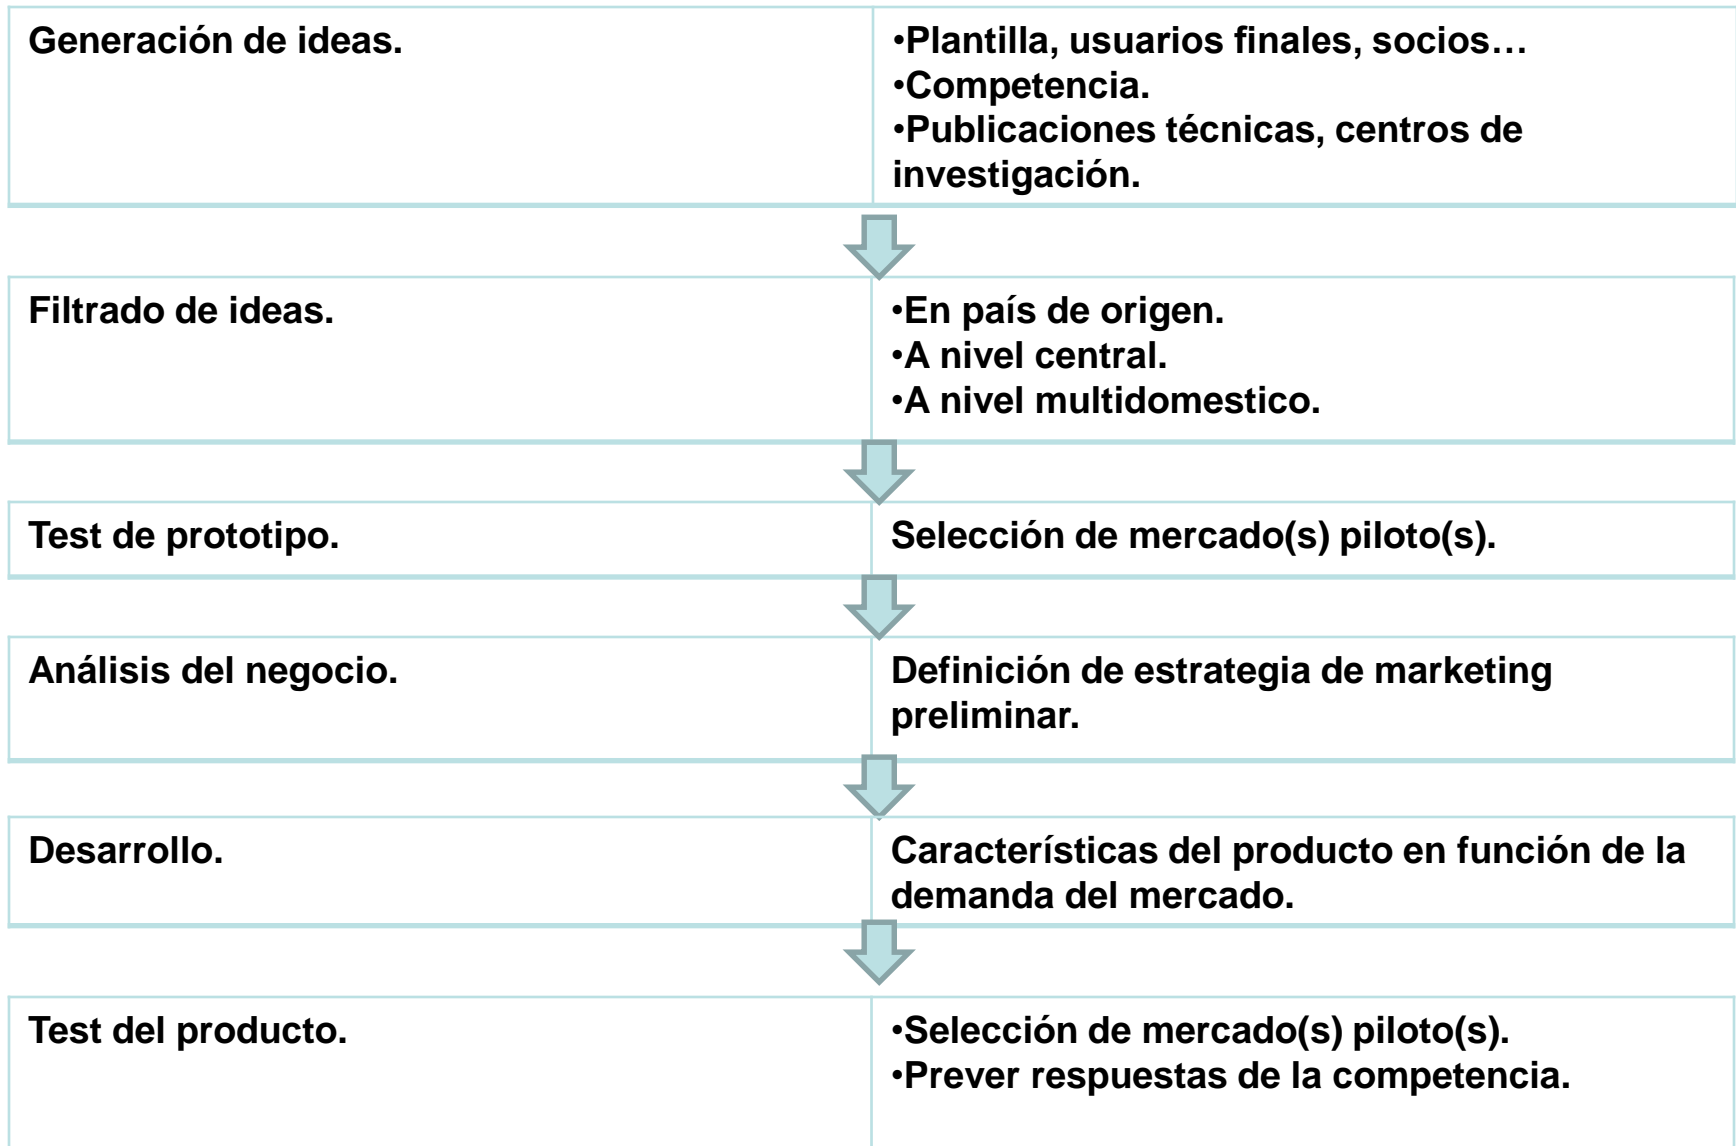 Generación de ideas.
•Plantilla, usuarios finales, socios…
•Competencia.
•Publicaciones técnicas, centros de
investigación.
Filtrado de ideas.
•En país de origen.
•A nivel central.
•A nivel multidomestico.
Test de prototipo.
Selección de mercado(s) piloto(s).
Análisis del negocio.
Definición de estrategia de marketing
preliminar.
Desarrollo.
Características del producto en función de la
demanda del mercado.
Test del producto.
•Selección de mercado(s) piloto(s).
•Prever respuestas de la competencia.